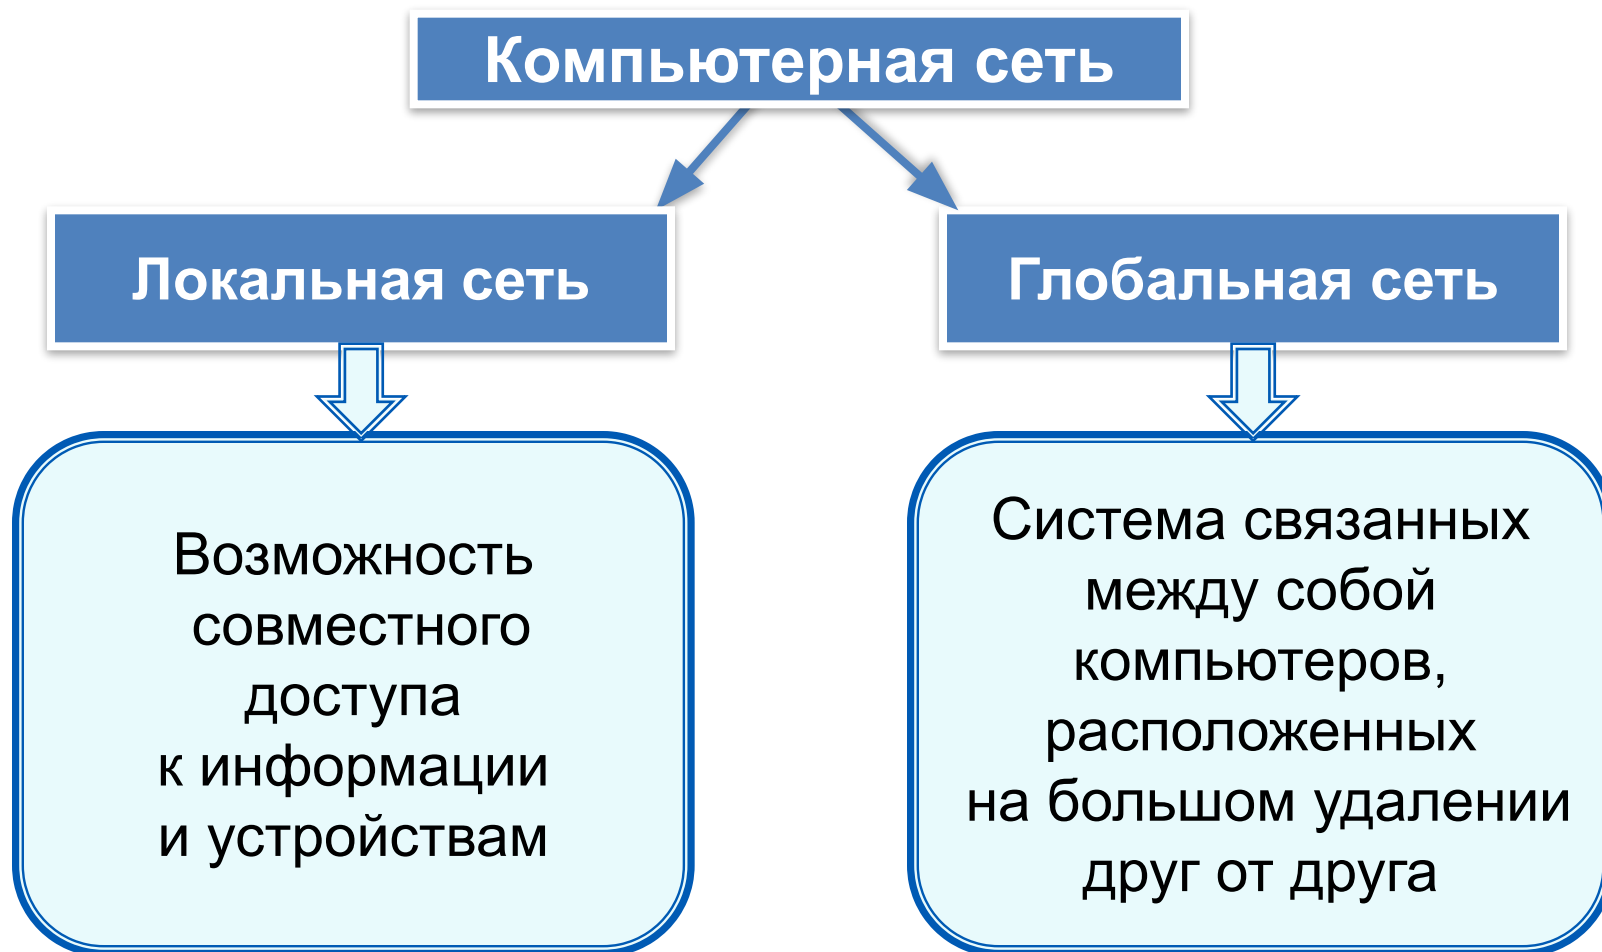 Компьютерная сеть
Локальная сеть
Глобальная сеть
Возможность
совместного
доступа
к информации
и устройствам
Система связанных
между собой
компьютеров,
расположенных
на большом удалении
друг от друга